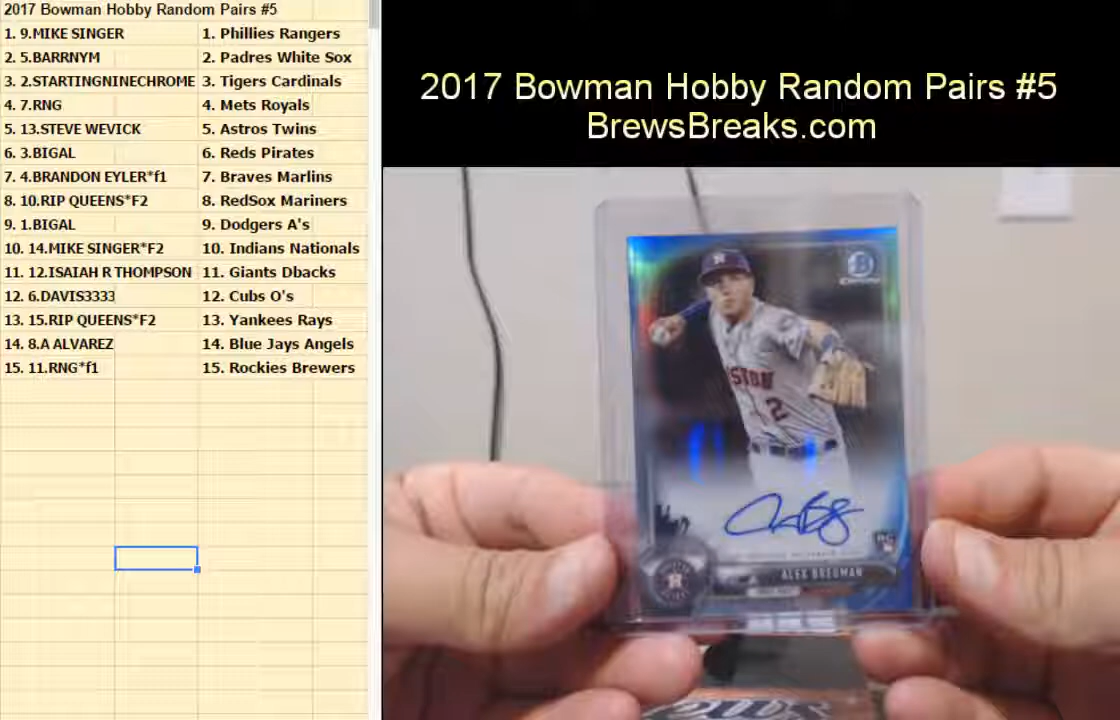 2017 Bowman Hobby Random Pairs #5
1. 9.MIKE SINGER 1. Phillies Rangers
2. 5.BARRNYM 2. Padres White Sox
3. 2.STARTINGNINECHROME 3. Tigers Cardinals
4. 7.RNG 4. Mets Royals
5. 13.STEVE WEVICK 5. Astros Twins
6. 3.BIGAL 6. Reds Pirates
7. 4.BRANDON EYLER*f1 7. Braves Marlins
8. 10.RIP QUEENS*F2 8. RedSox Mariners
9. 1.BIGAL 9. Dodgers A's
10. 14.MIKE SINGER*F2 10. Indians Nationals
11. 12.ISAIAH R THOMPSON 11. Giants Dbacks
12. 6.DAVIS3333 12. Cubs O's
13. 15.RIP QUEENS*F2 13. Yankees Rays
14. 8.A ALVAREZ 14. Blue Jays Angels
15. 11.RNG*f1 15. Rockies Brewers
2017 Bowman Hobby Random Pairs #5
BrewsBreaks.com
B
CHROME
H
STON
2
RC
H
ALEX BREGMAN